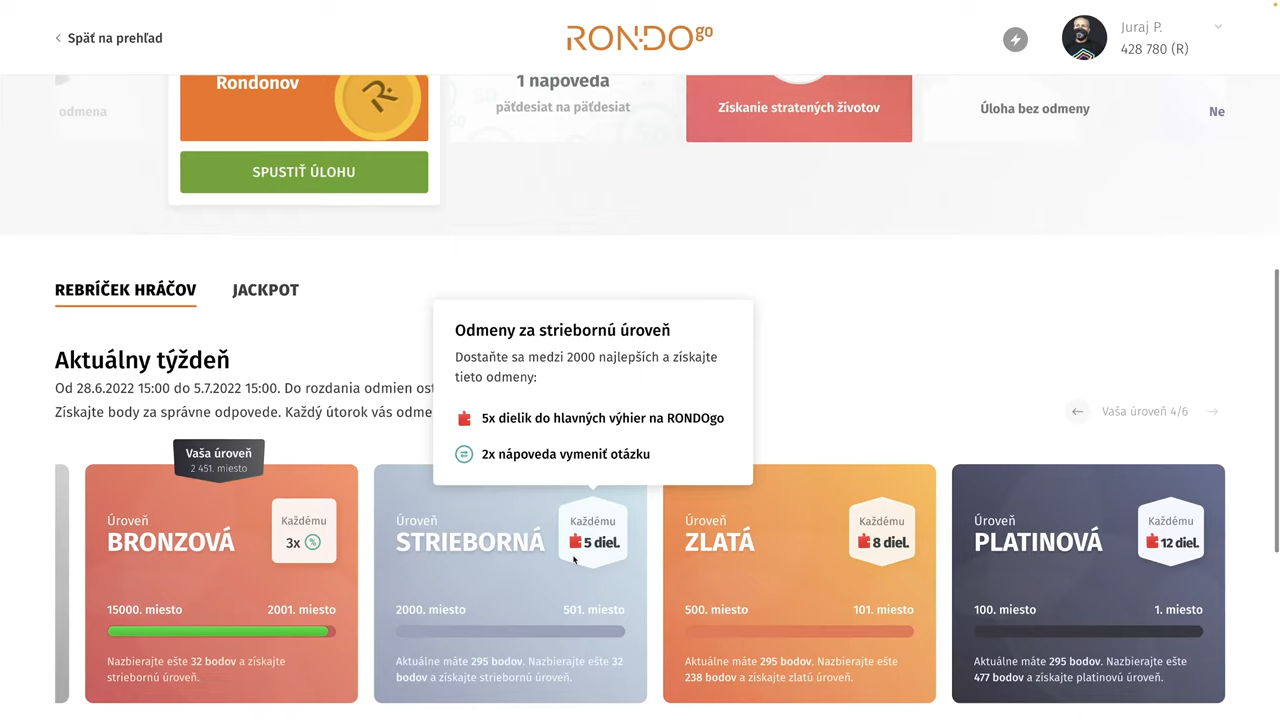 Späť na prehľad
RONDO go
Juraj P.
428 780 (R)
odmena
Rondonov
1 nápoveda
päťdesiat na päťdesiat
Získanie stratených životov
Úloha bez odmeny
Ne
SPUSTIŤ ÚLOHU
REBRÍČEK HRÁČOV
JACKPOT
Odmeny za striebornú úroveň
Dostaňte sa medzi 2000 najlepších a získajte
tieto odmeny:
5x dielik do hlavných výhier na RONDOgo
2x nápoveda vymeniť otázku
Aktuálny týždeň
Od 28.6.2022 15:00 do 5.7.2022 15:00. Do rozdania odmien
Získajte body za správne odpovede. Každý útorok vás
Vaša úroveň 4/6
Vaša úroveň
2 451. miesto
Úroveň
BRONZOVÁ
Každému
3x %
15000. miesto
2001. miesto
Nazbierajte ešte 32 bodov a získajte
striebornú úroveň.
Úroveň
STRIEBORNÁ
Každému
5 diel.
2000. miesto
501. miesto
Aktuálne máte 295 bodov. Nazbierajte ešte 32
bodov a získajte striebornú úroveň.
Úroveň
ZLATÁ
Každému
8 diel.
500. miesto
101. miesto
Aktuálne máte 295 bodov. Nazbierajte ešte
238 bodov a získajte zlatú úroveň.
Úroveň
PLATINOVÁ
Každému
12 diel.
100. miesto
1. miesto
Aktuálne máte 295 bodov. Nazbierajte ešte
477 bodov a získajte platinovú úroveň.